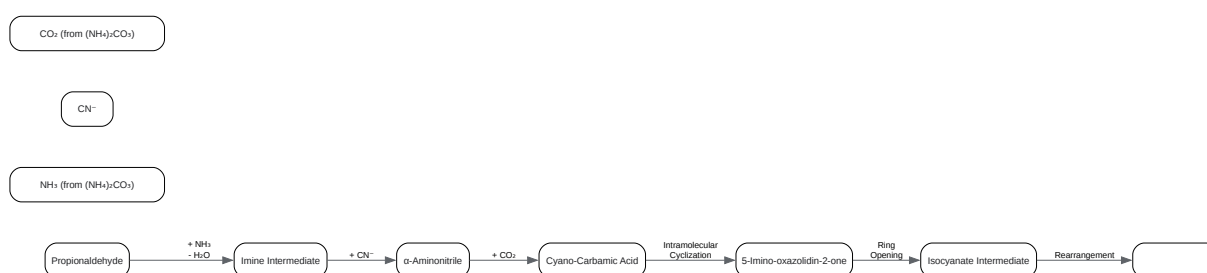 CO₂ (from (NH₄)₂CO₃)
CN⁻
NH₃ (from (NH₄)₂CO₃)
Propionaldehyde
+ NH₃
- H₂O
Imine Intermediate
+ CN⁻
α-Aminonitrile
+ CO₂
Cyano-Carbamic Acid
Intramolecular
Cyclization
5-Imino-oxazolidin-2-one
Ring
Opening
Isocyanate Intermediate
Rearrangement